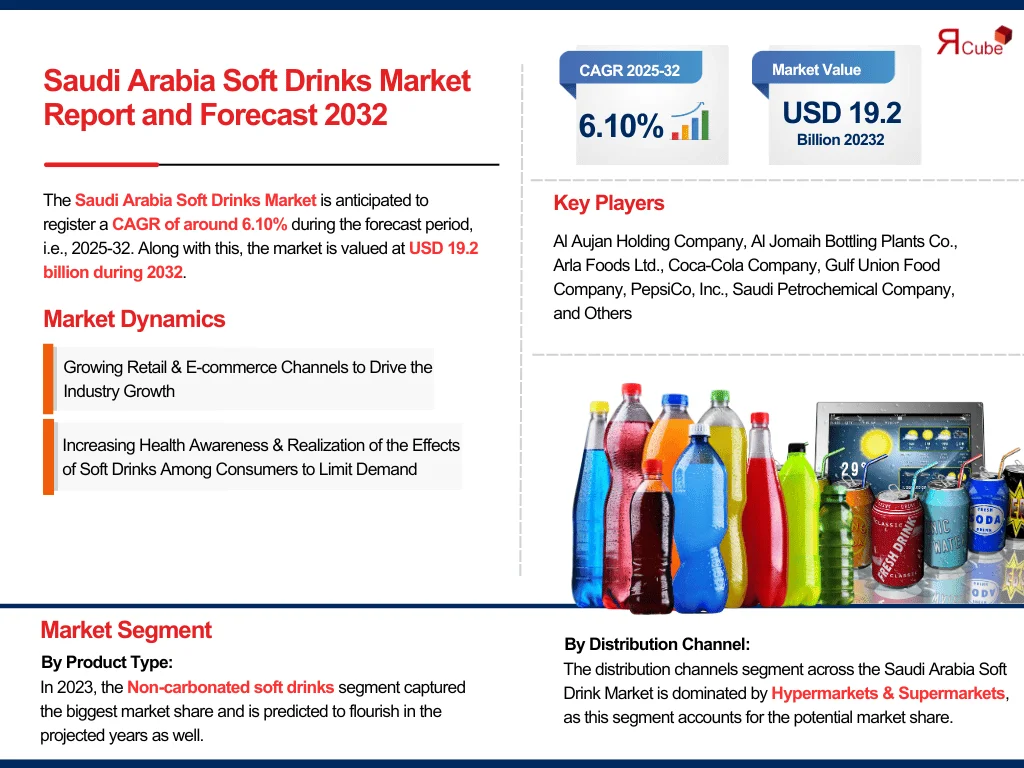 Saudi Arabia Soft Drinks Market
Report and Forecast 2032
CAGR 2025-32
6.10%
Market Value
USD 19.2
Billion 20232
ЯCube
The Saudi Arabia Soft Drinks Market is anticipated to
register a CAGR of around 6.10% during the forecast period,
i.e., 2025-32. Along with this, the market is valued at USD 19.2
billion during 2032.
Market Dynamics
Growing Retail & E-commerce Channels to Drive the
Industry Growth
Increasing Health Awareness & Realization of the Effects
of Soft Drinks Among Consumers to Limit Demand
Key Players
Al Aujan Holding Company, Al Jomaih Bottling Plants Co.,
Arla Foods Ltd., Coca-Cola Company, Gulf Union Food
Company, PepsiCo, Inc., Saudi Petrochemical Company,
and Others
29°
CLASSIC
FRESH DRINK
CLASSIC
NIC
WATE
FRESH
ODA
DRINK
Market Segment
By Product Type:
In 2023, the Non-carbonated soft drinks segment captured
the biggest market share and is predicted to flourish in the
projected years as well.
By Distribution Channel:
The distribution channels segment across the Saudi Arabia Soft
Drink Market is dominated by Hypermarkets & Supermarkets,
as this segment accounts for the potential market share.